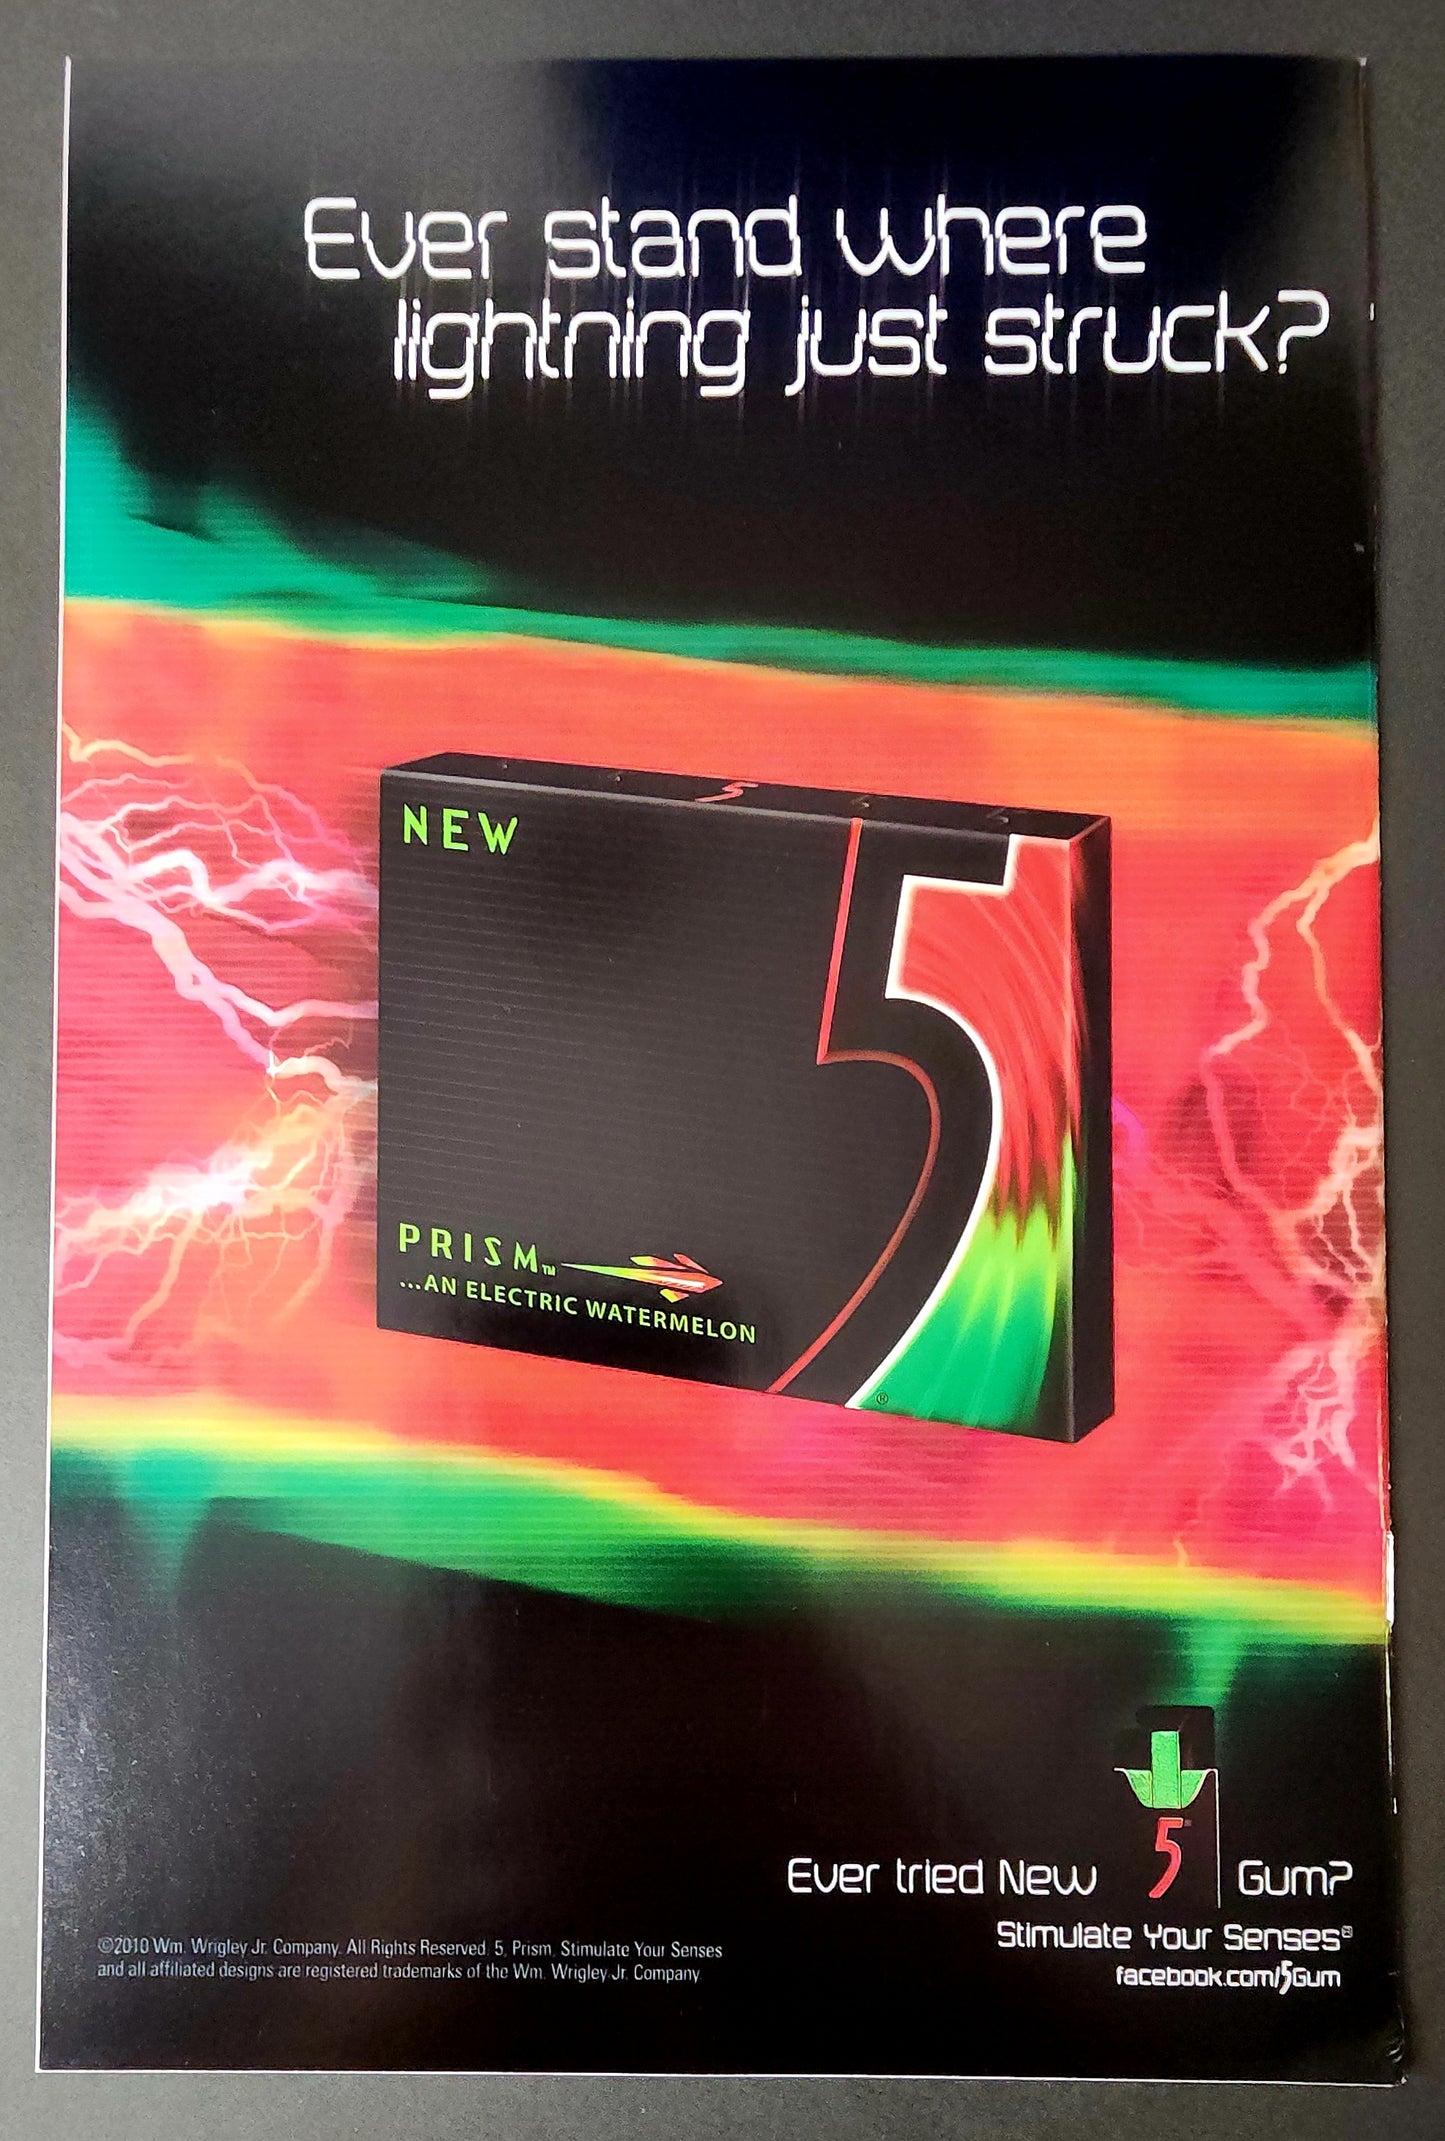 Ever stand where
lightning just struck?
5
NEW
5
PRISM™
...AN ELECTRIC WATERMELON
®
5
Ever tried New Gum?
Stimulate Your Senses®
facebook.com/5Gum
©2010 Wm. Wrigley Jr. Company. All Rights Reserved. 5, Prism, Stimulate Your Senses
and all affiliated designs are registered trademarks of the Wm. Wrigley Jr. Company